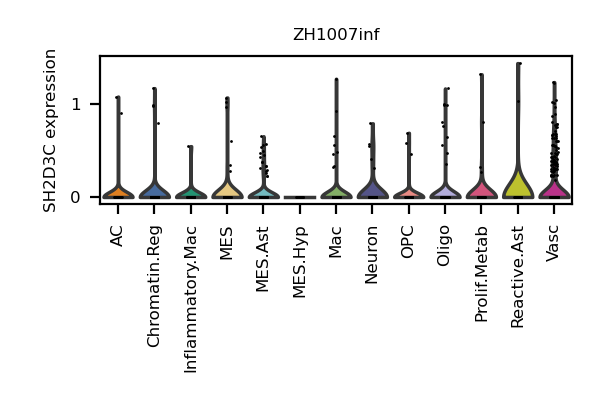 ZH1007inf
SH2D3C expression
1
0
AC
Chromatin.Reg
Inflammatory.Mac
MES
MES.Ast
MES.Hyp
Mac
Neuron
OPC
Oligo
Prolif.Metab
Reactive.Ast
Vasc